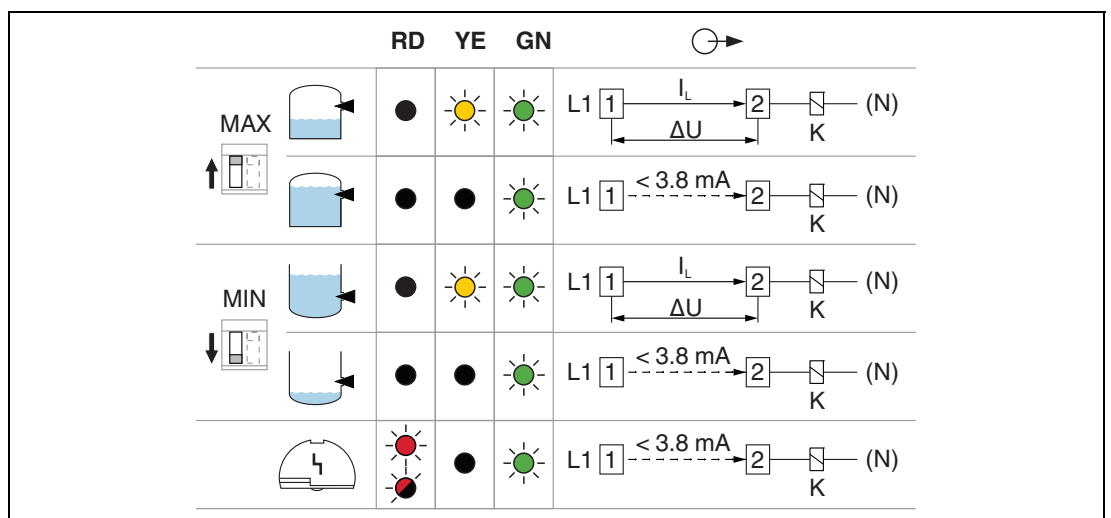 RD YE GN
MAX
L1 1 I_L 2 (N)
ΔU K
L1 1 < 3.8 mA 2 (N)
K
MIN
L1 1 I_L 2 (N)
ΔU K
L1 1 < 3.8 mA 2 (N)
K
L1 1 < 3.8 mA 2 (N)
K